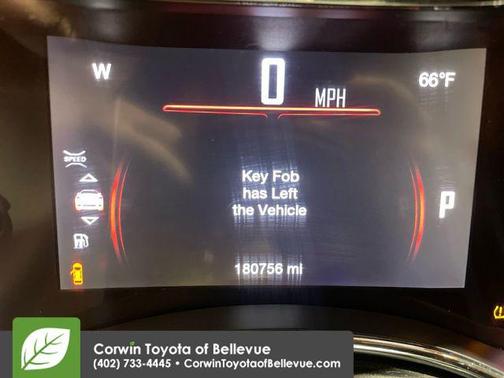 W
0 MPH
66°F
SPEED
Key Fob
has Left
the Vehicle
P
180756 mi
Corwin Toyota of Bellevue
(402) 733-4445 • CorwinToyotaofBellevue.com